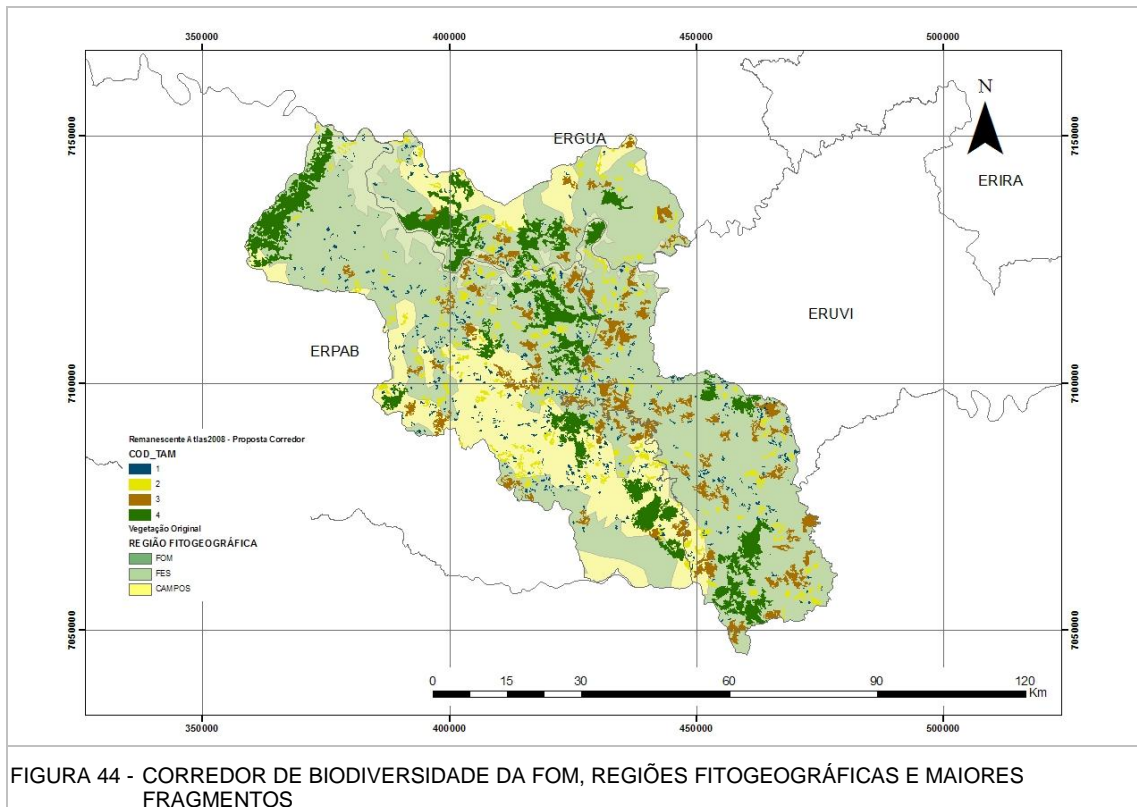 350000 400000 450000 500000
N
7150000 7150000
ERGUA
ERIRA
ERUVI
ERPAB
7100000 7100000
Remanescente Atlas2008 - Proposta Corredor
COD_TAM
1
2
3
4
Vegetação Original
REGIÃO FITOGEOGRÁFICA
FOM
FES
CAMPOS
7050000 7050000
0 15 30 60 90 120
Km
350000 400000 450000 500000
FIGURA 44 - CORREDOR DE BIODIVERSIDADE DA FOM, REGIÕES FITOGEOGRÁFICAS E MAIORES
FRAGMENTOS